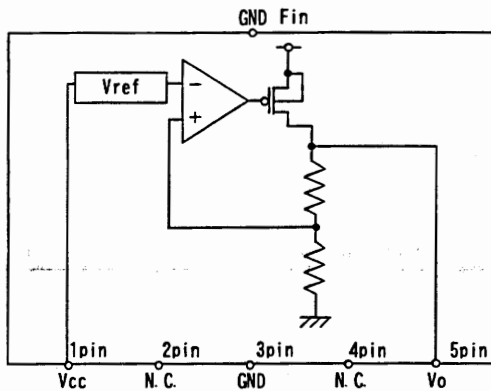 GND Fin
Vref
−
+
1pin 2pin 3pin 4pin 5pin
Vcc N.C. GND N.C. Vo